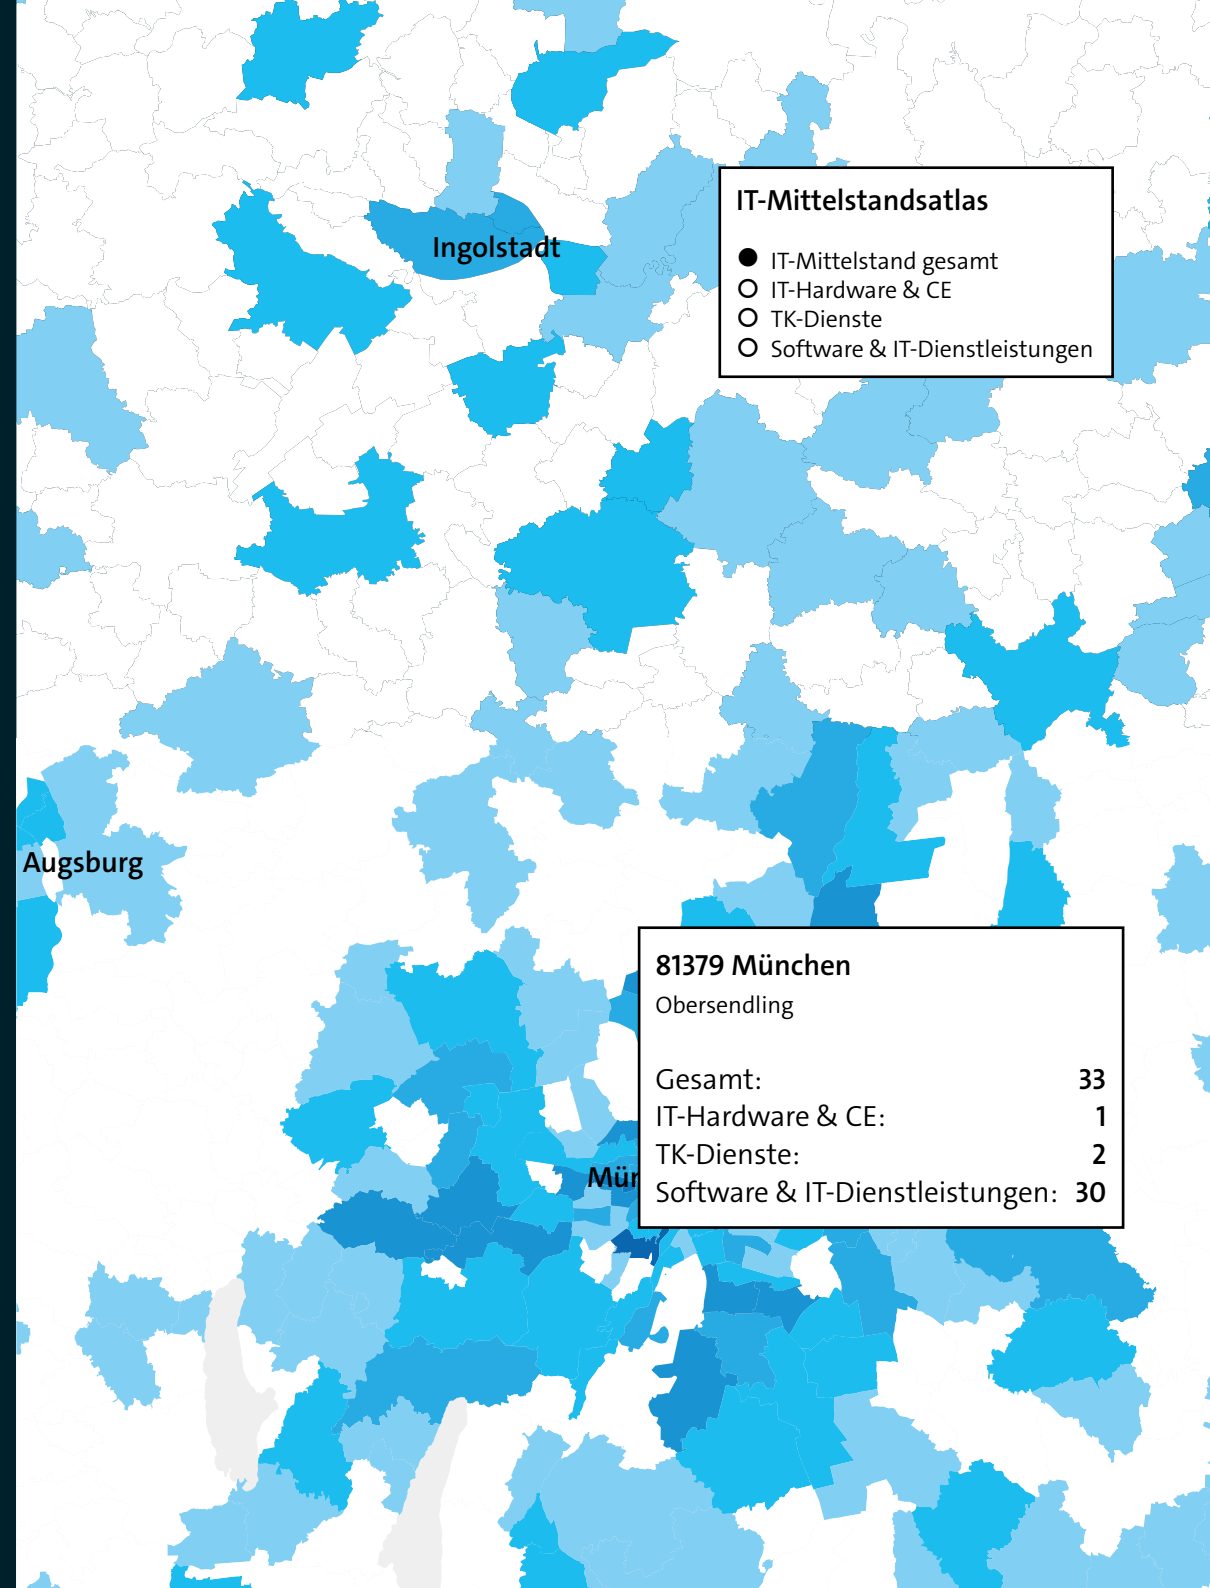 IT-Mittelstandsatlas
IT-Mittelstand gesamt
IT-Hardware & CE
TK-Dienste
Software & IT-Dienstleistungen
Ingolstadt
Augsburg
81379 München
Obersendling
Gesamt: 33
IT-Hardware & CE: 1
TK-Dienste: 2
Software & IT-Dienstleistungen: 30